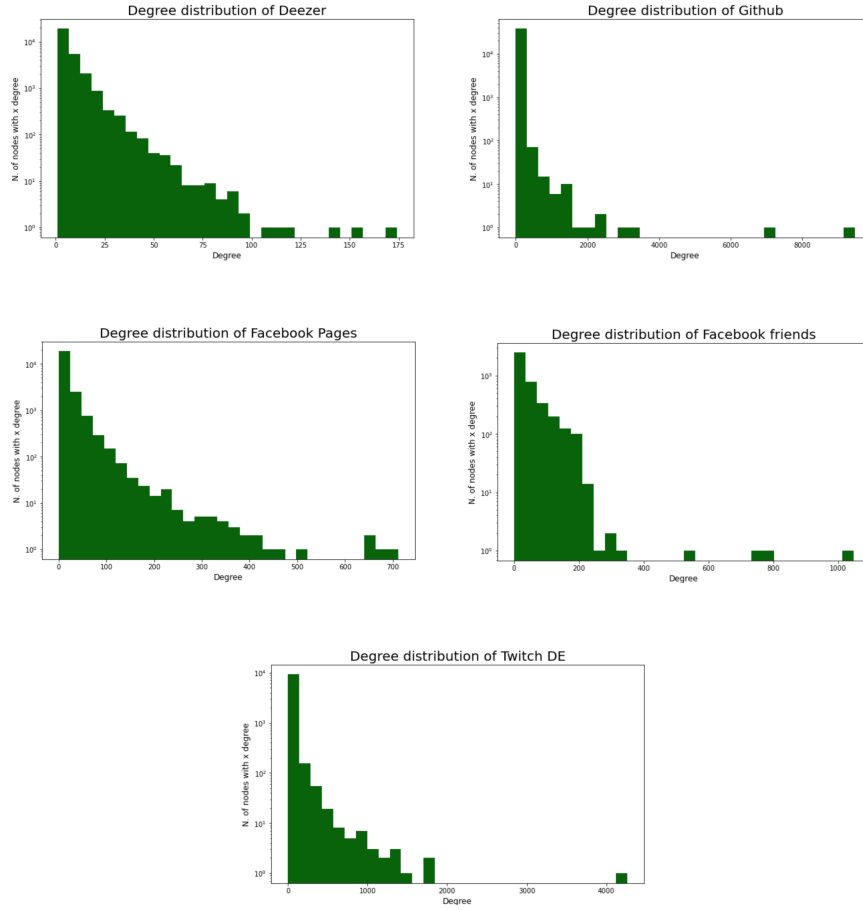 Degree distribution of Deezer
N. of nodes with x degree
10⁴
10³
10²
10¹
10⁰
0 25 50 75 100 125 150 175
Degree
Degree distribution of Github
N. of nodes with x degree
10⁴
10³
10²
10¹
10⁰
0 2000 4000 6000 8000
Degree
Degree distribution of Facebook Pages
N. of nodes with x degree
10⁴
10³
10²
10¹
10⁰
0 100 200 300 400 500 600 700
Degree
Degree distribution of Facebook friends
N. of nodes with x degree
10³
10²
10¹
10⁰
0 200 400 600 800 1000
Degree
Degree distribution of Twitch DE
N. of nodes with x degree
10⁴
10³
10²
10¹
10⁰
0 1000 2000 3000 4000
Degree